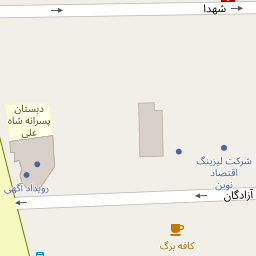 شهدا
دبستان
پسرانه شاه
علی
شرکت لیزینگ
اقتصاد
نوین
رویداد آگهی
آزادگان
کافه برگ